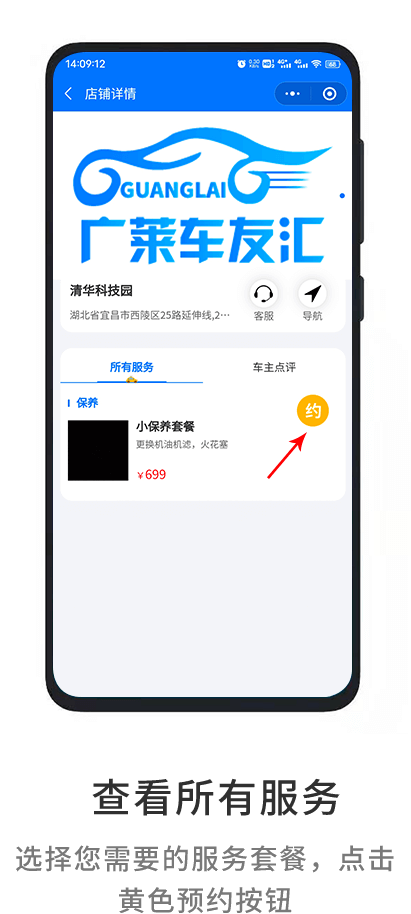 14:09:12
店铺详情
GUANGLAI
广莱车友汇
清华科技园
湖北省宜昌市西陵区25路延伸线,2…
客服
导航
所有服务
车主点评
保养
小保养套餐
约
更换机油机滤，火花塞
￥699
查看所有服务
选择您需要的服务套餐，点击
黄色预约按钮